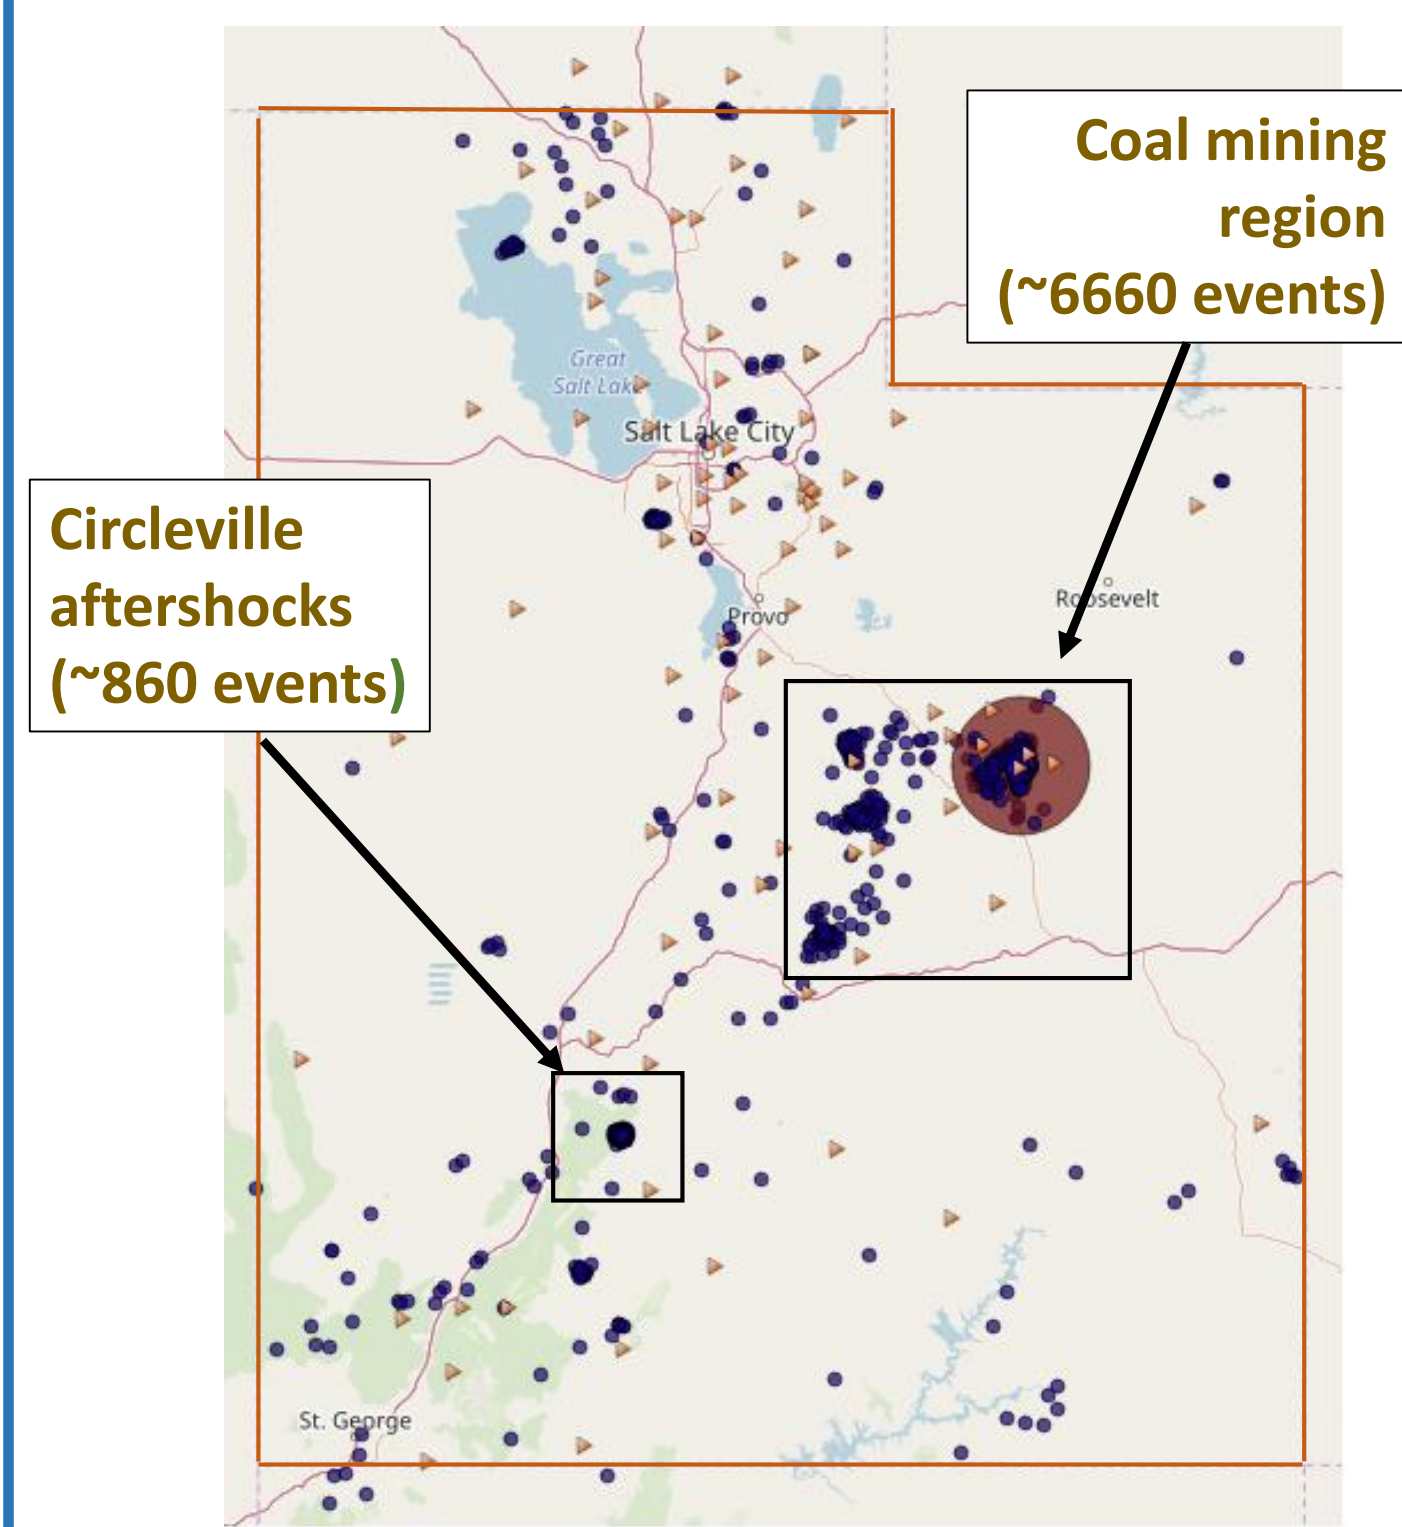 Coal mining
region
(~6660 events)
Great
Salt Lake
Salt Lake City
Circleville
aftershocks
(~860 events)
Roosevelt
Provo
St. George